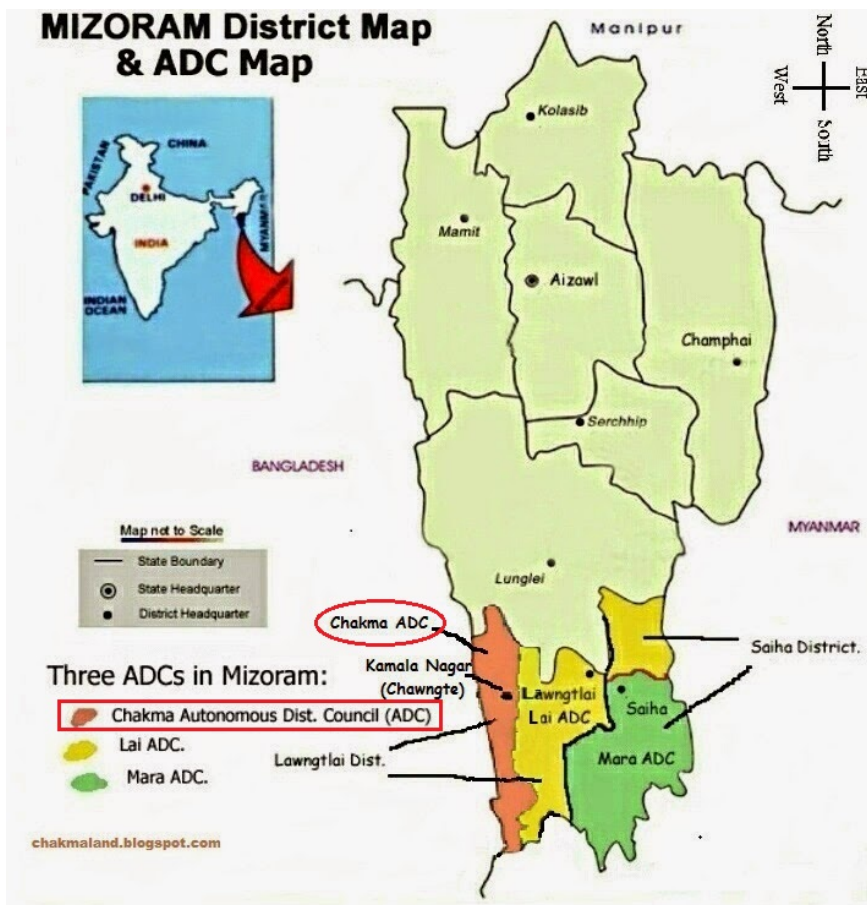 MIZORAM District Map
& ADC Map
Manipur
North
East
West
South
CHINA
PAKISTAN
DELHI
MYANMAR
INDIA
INDIAN
OCEAN
Kolasib
Mamit
Aizawl
Champhai
Serchhip
BANGLADESH
MYANMAR
Map not to Scale
State Boundary
State Headquarter
District Headquarter
Lunglei
Chakma ADC
Saiha District.
Kamala Nagar
(Chawngte)
Lawngtlai
Lai ADC
Saiha
Mara ADC
Lawngtlai Dist.
Three ADCs in Mizoram:
Chakma Autonomous Dist. Council (ADC)
Lai ADC.
Mara ADC.
chakmaland.blogspot.com